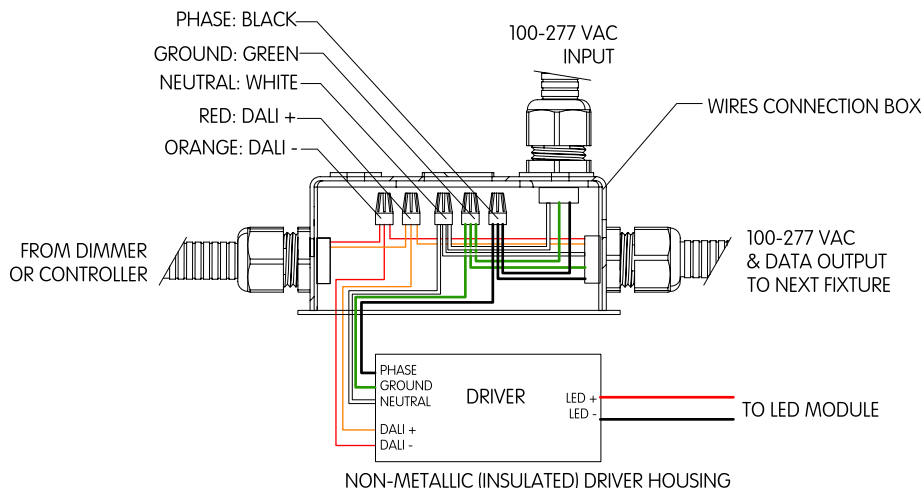 PHASE: BLACK
GROUND: GREEN
NEUTRAL: WHITE
RED: DALI +
ORANGE: DALI -
100-277 VAC
INPUT
WIRES CONNECTION BOX
FROM DIMMER
OR CONTROLLER
100-277 VAC
& DATA OUTPUT
TO NEXT FIXTURE
PHASE
GROUND
NEUTRAL
DALI +
DALI -
DRIVER
LED +
LED -
TO LED MODULE
NON-METALLIC (INSULATED) DRIVER HOUSING